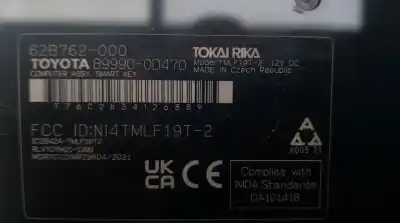 62B762-000
TOKAI RIKA
TOYOTA 89990-0D470
Model:TMLF19T-2 12V DC
COMPUTER ASSY, SMART KEY
MADE IN Czech Republic
FCC ID:NI4TMLF19T-2
UK
CA
CE
Complies with
IMDA Standards
DA101418